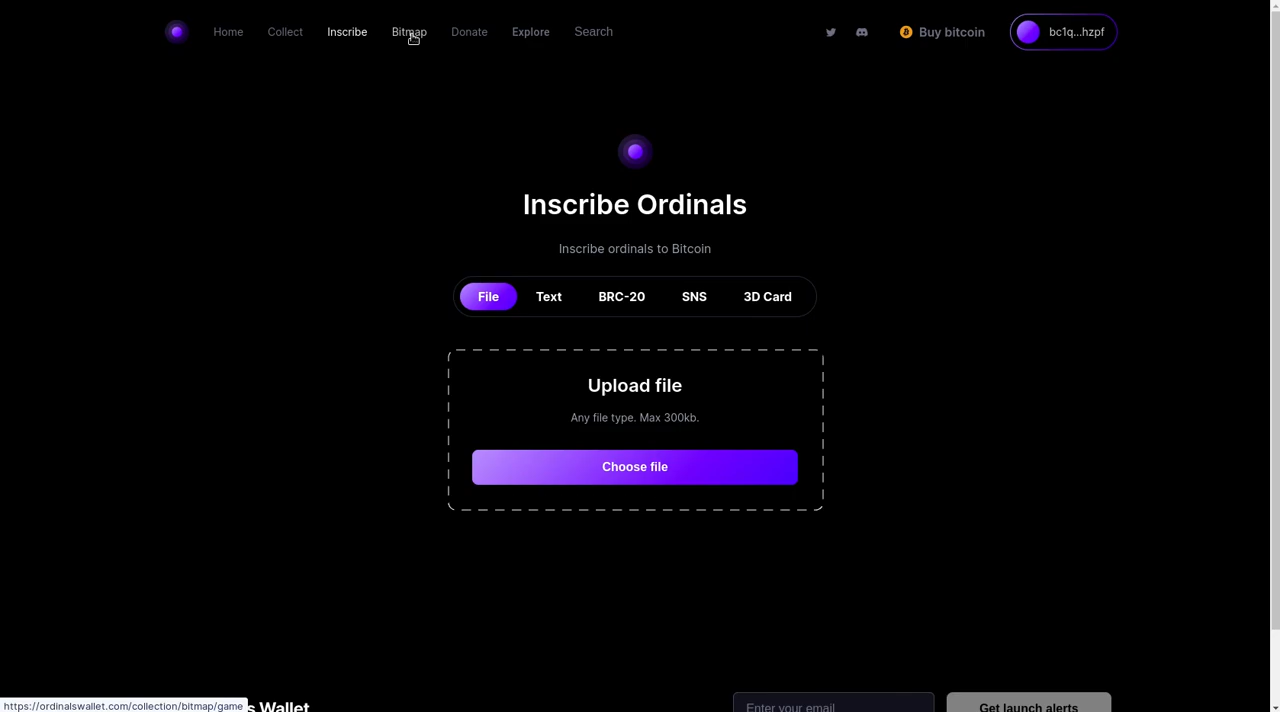 Home Collect Inscribe Bitmap Donate Explore Search Buy bitcoin bc1q...hzpf
Inscribe Ordinals
Inscribe ordinals to Bitcoin
File Text BRC-20 SNS 3D Card
Upload file
Any file type. Max 300kb.
Choose file
s Wallet Enter your email Get launch alerts
https://ordinalswallet.com/collection/bitmap/game